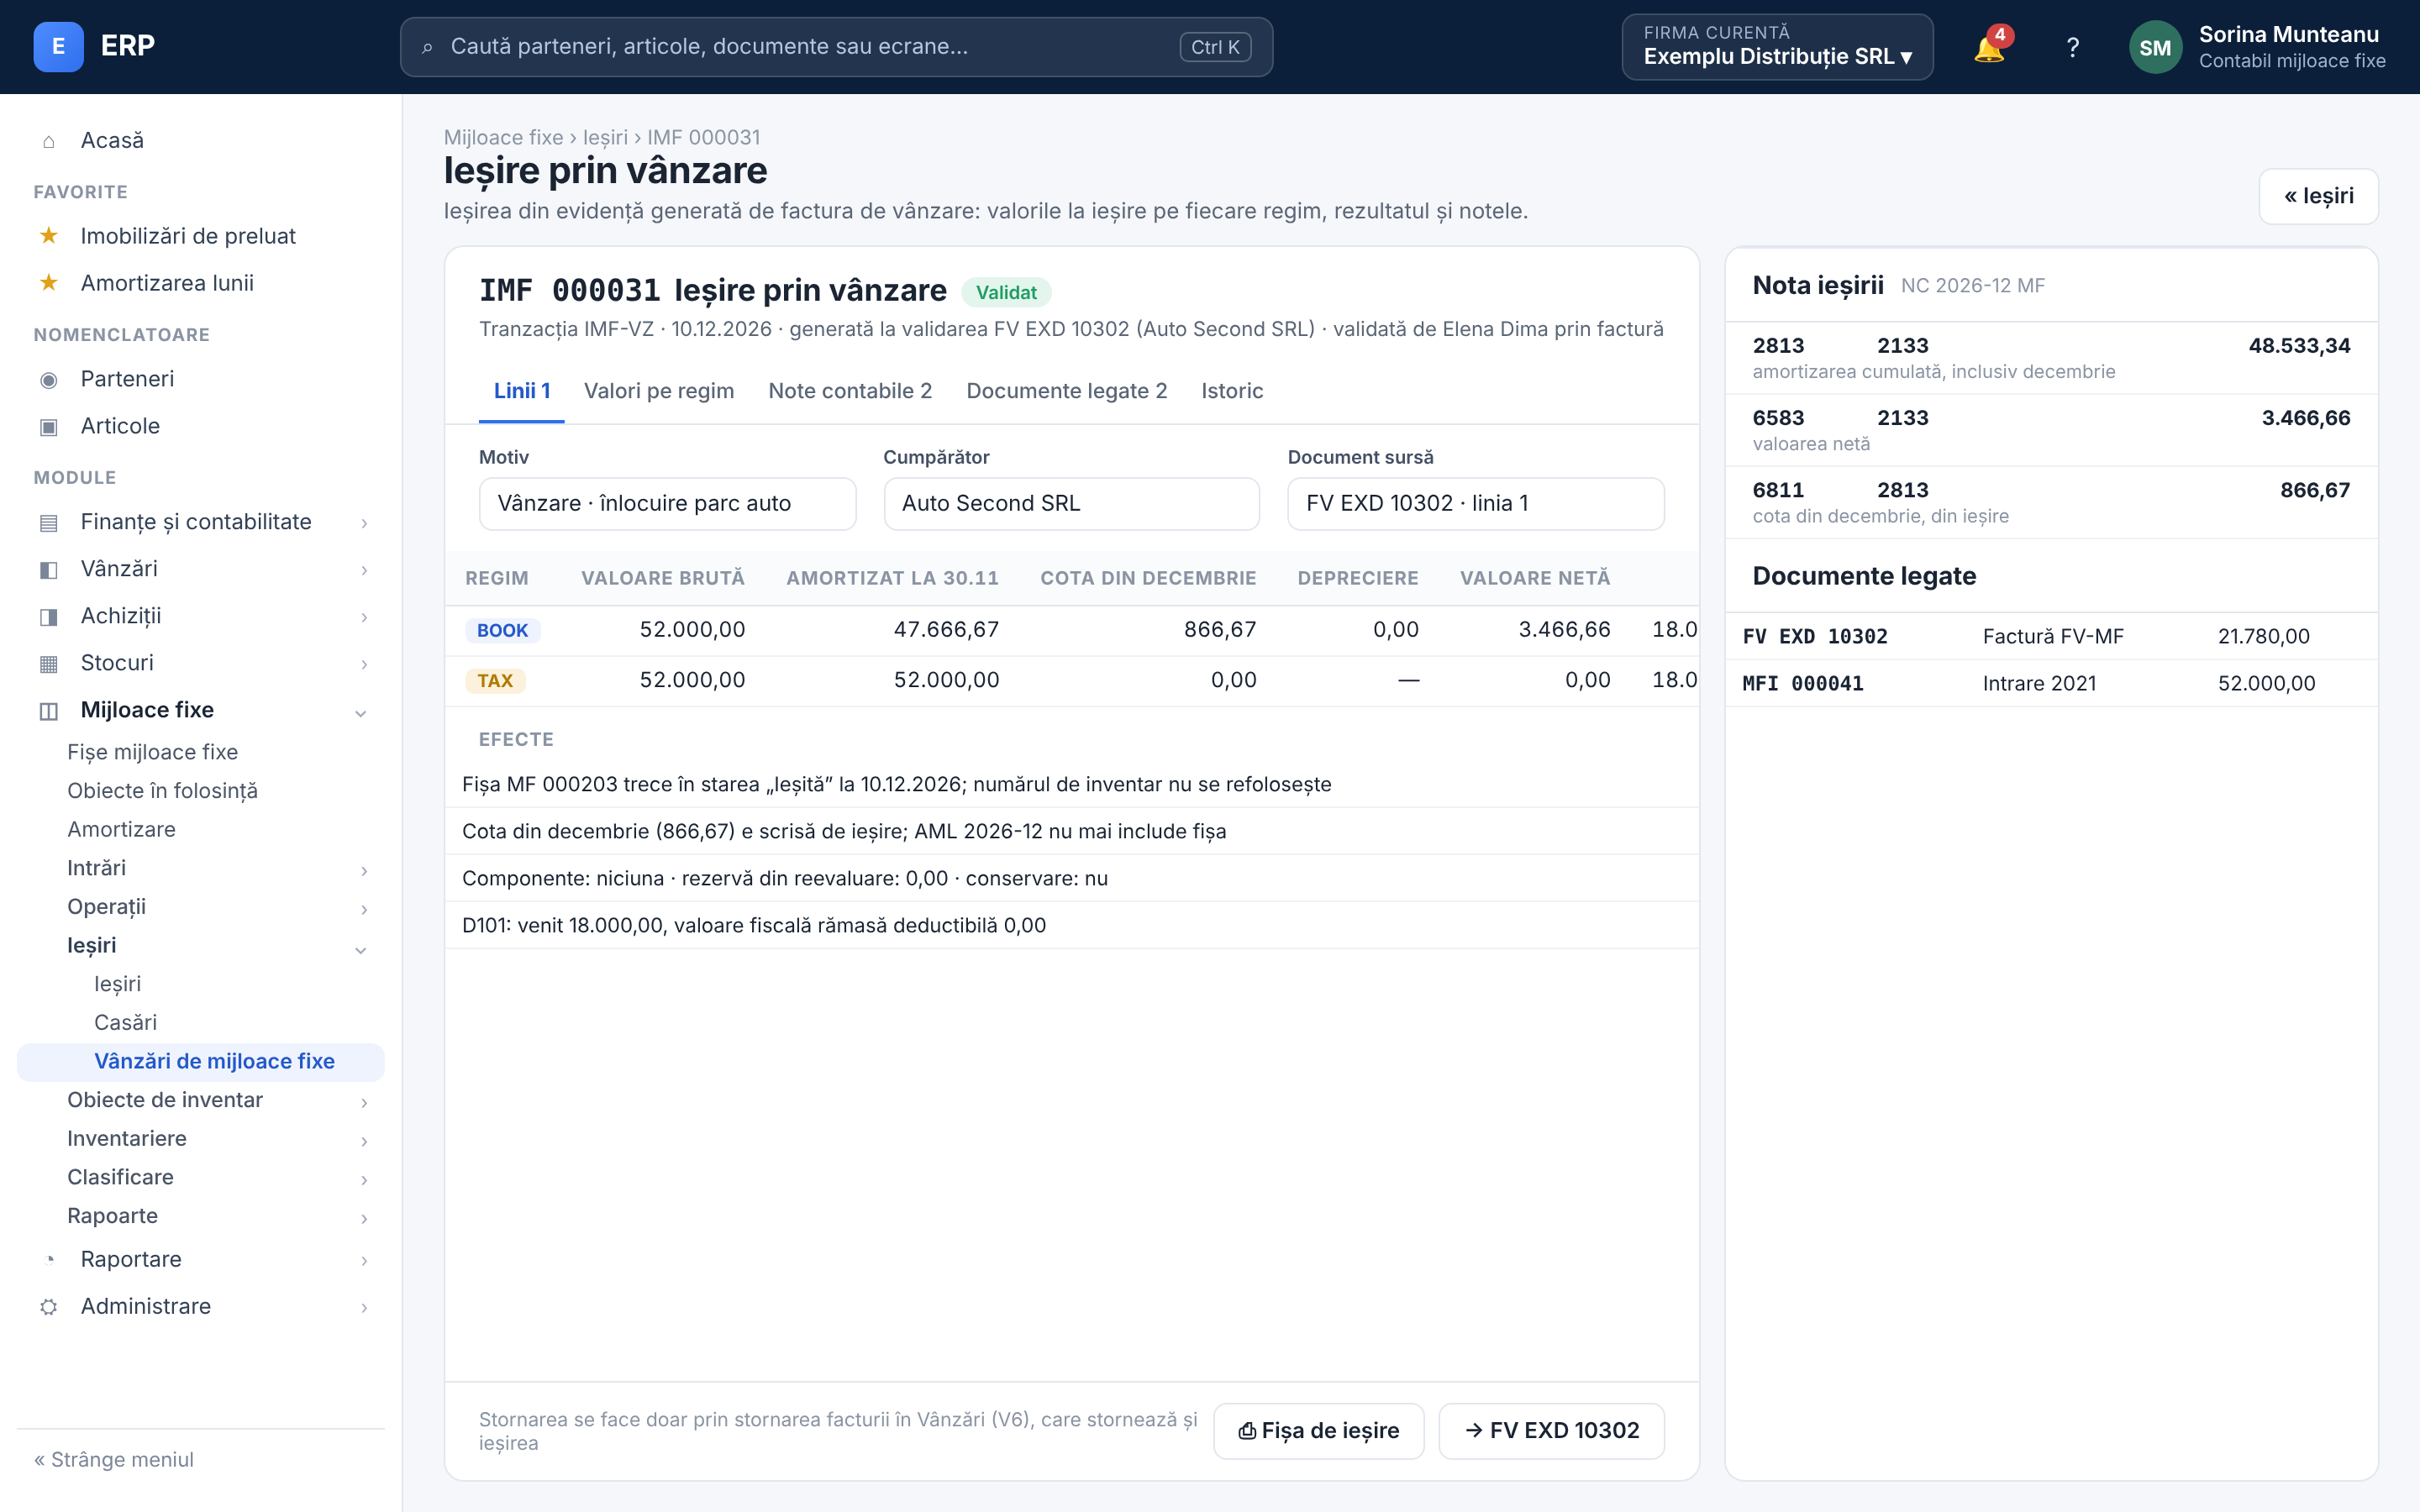 E ERP
Caută parteneri, articole, documente sau ecrane... Ctrl K
FIRMA CURENTĂ
Exemplu Distribuție SRL ▾
4
?
SM
Sorina Munteanu
Contabil mijloace fixe
Acasă
FAVORITE
★ Imobilizări de preluat
★ Amortizarea lunii
NOMENCLATOARE
Parteneri
Articole
MODULE
Finanțe și contabilitate ›
Vânzări ›
Achiziții ›
Stocuri ›
Mijloace fixe
Fișe mijloace fixe
Obiecte în folosință
Amortizare
Intrări ›
Operații ›
Ieșiri
Ieșiri
Casări
Vânzări de mijloace fixe
Obiecte de inventar ›
Inventariere ›
Clasificare ›
Rapoarte ›
Raportare ›
Administrare ›
« Strânge meniul
Mijloace fixe › Ieșiri › IMF 000031
Ieșire prin vânzare
Ieșirea din evidență generată de factura de vânzare: valorile la ieșire pe fiecare regim, rezultatul și notele.
« Ieșiri
IMF 000031 Ieșire prin vânzare Validat
Tranzacția IMF-VZ · 10.12.2026 · generată la validarea FV EXD 10302 (Auto Second SRL) · validată de Elena Dima prin factură
Linii 1 Valori pe regim Note contabile 2 Documente legate 2 Istoric
Motiv Cumpărător Document sursă
Vânzare · înlocuire parc auto Auto Second SRL FV EXD 10302 · linia 1
REGIM VALOARE BRUTĂ AMORTIZAT LA 30.11 COTA DIN DECEMBRIE DEPRECIERE VALOARE NETĂ
BOOK 52.000,00 47.666,67 866,67 0,00 3.466,66 18.0
TAX 52.000,00 52.000,00 0,00 — 0,00 18.0
EFECTE
Fișa MF 000203 trece în starea „Ieșită” la 10.12.2026; numărul de inventar nu se refolosește
Cota din decembrie (866,67) e scrisă de ieșire; AML 2026-12 nu mai include fișa
Componente: niciuna · rezervă din reevaluare: 0,00 · conservare: nu
D101: venit 18.000,00, valoare fiscală rămasă deductibilă 0,00
Stornarea se face doar prin stornarea facturii în Vânzări (V6), care stornează și
ieșirea
⎙ Fișa de ieșire
→ FV EXD 10302
Nota ieșirii NC 2026-12 MF
2813 2133 48.533,34
amortizarea cumulată, inclusiv decembrie
6583 2133 3.466,66
valoarea netă
6811 2813 866,67
cota din decembrie, din ieșire
Documente legate
FV EXD 10302 Factură FV-MF 21.780,00
MFI 000041 Intrare 2021 52.000,00